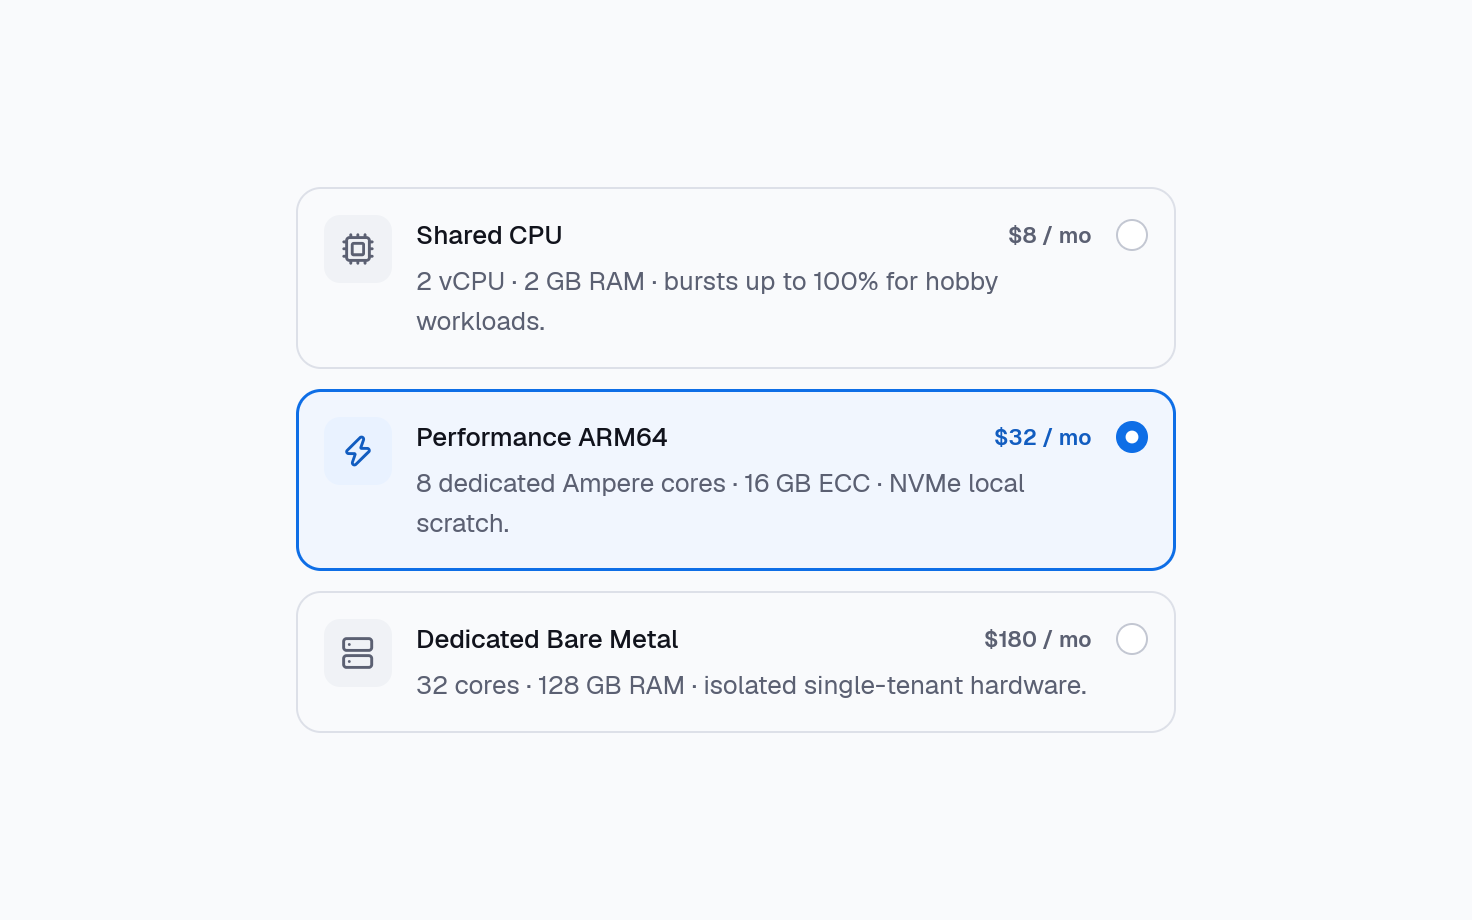 Shared CPU
$8 / mo
2 vCPU · 2 GB RAM · bursts up to 100% for hobby
workloads.
Performance ARM64
$32 / mo
8 dedicated Ampere cores · 16 GB ECC · NVMe local
scratch.
Dedicated Bare Metal
$180 / mo
32 cores · 128 GB RAM · isolated single-tenant hardware.